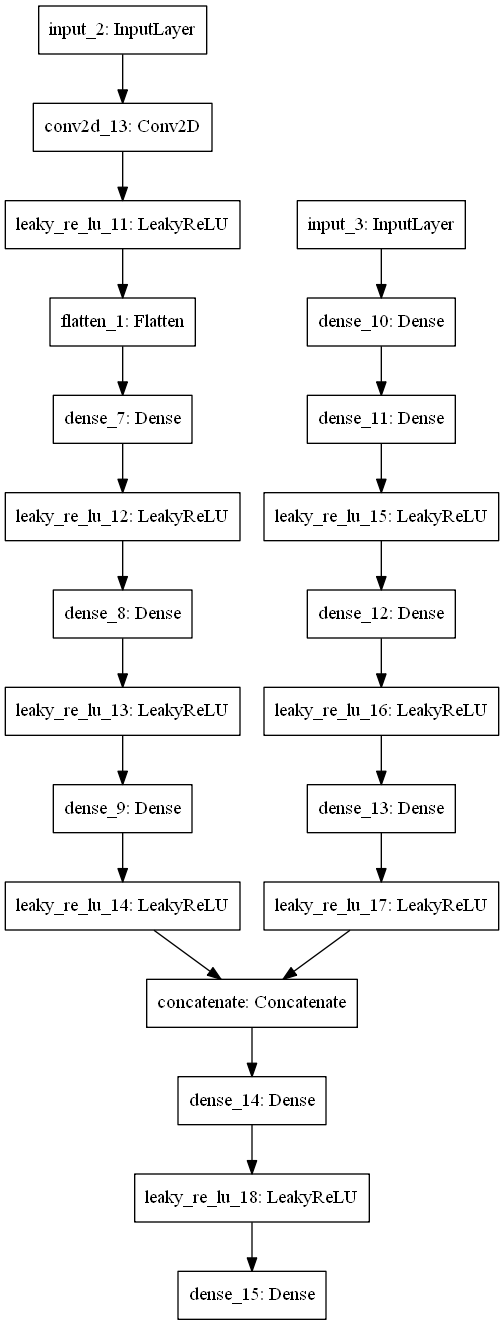 input_2: InputLayer
conv2d_13: Conv2D
leaky_re_lu_11: LeakyReLU
input_3: InputLayer
flatten_1: Flatten
dense_10: Dense
dense_7: Dense
dense_11: Dense
leaky_re_lu_12: LeakyReLU
leaky_re_lu_15: LeakyReLU
dense_8: Dense
dense_12: Dense
leaky_re_lu_13: LeakyReLU
leaky_re_lu_16: LeakyReLU
dense_9: Dense
dense_13: Dense
leaky_re_lu_14: LeakyReLU
leaky_re_lu_17: LeakyReLU
concatenate: Concatenate
dense_14: Dense
leaky_re_lu_18: LeakyReLU
dense_15: Dense